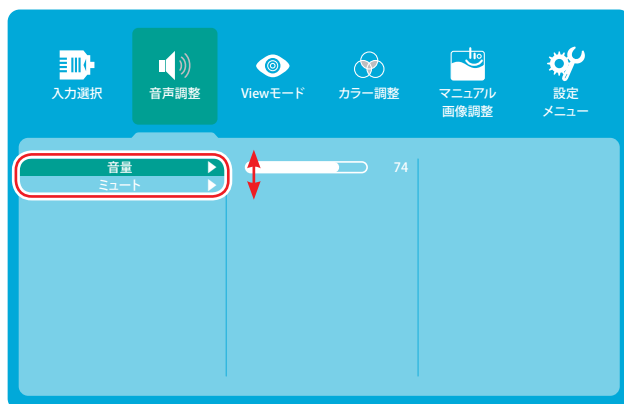 入力選択
音声調整
Viewモード
カラー調整
マニュアル
画像調整
設定
メニュー
音量
74
ミュート